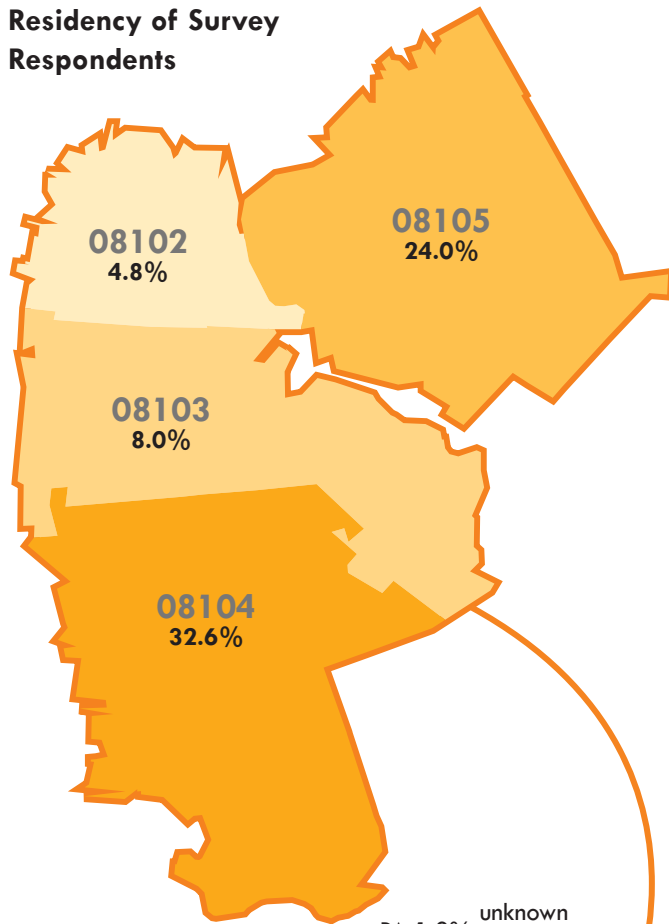 Residency of Survey
Respondents
08105
24.0%
08102
4.8%
08103
8.0%
08104
32.6%
unknown